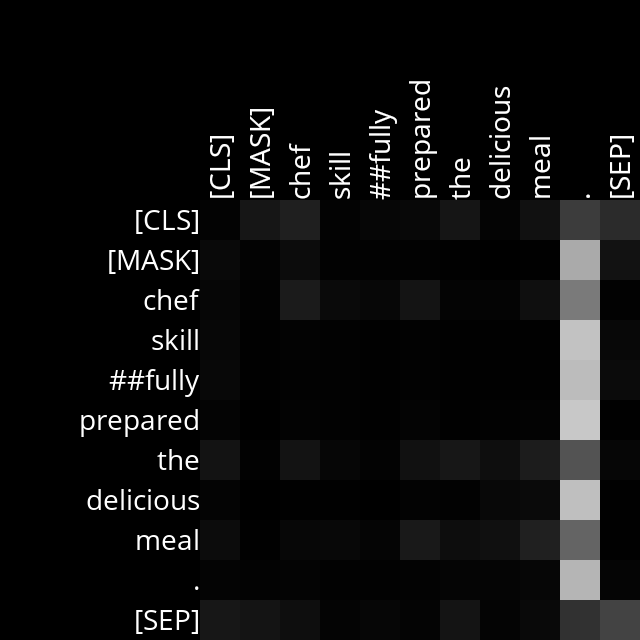 [CLS] [MASK] chef skill ##fully prepared the delicious meal . [SEP]
[CLS]
[MASK]
chef
skill
##fully
prepared
the
delicious
meal
.
[SEP]